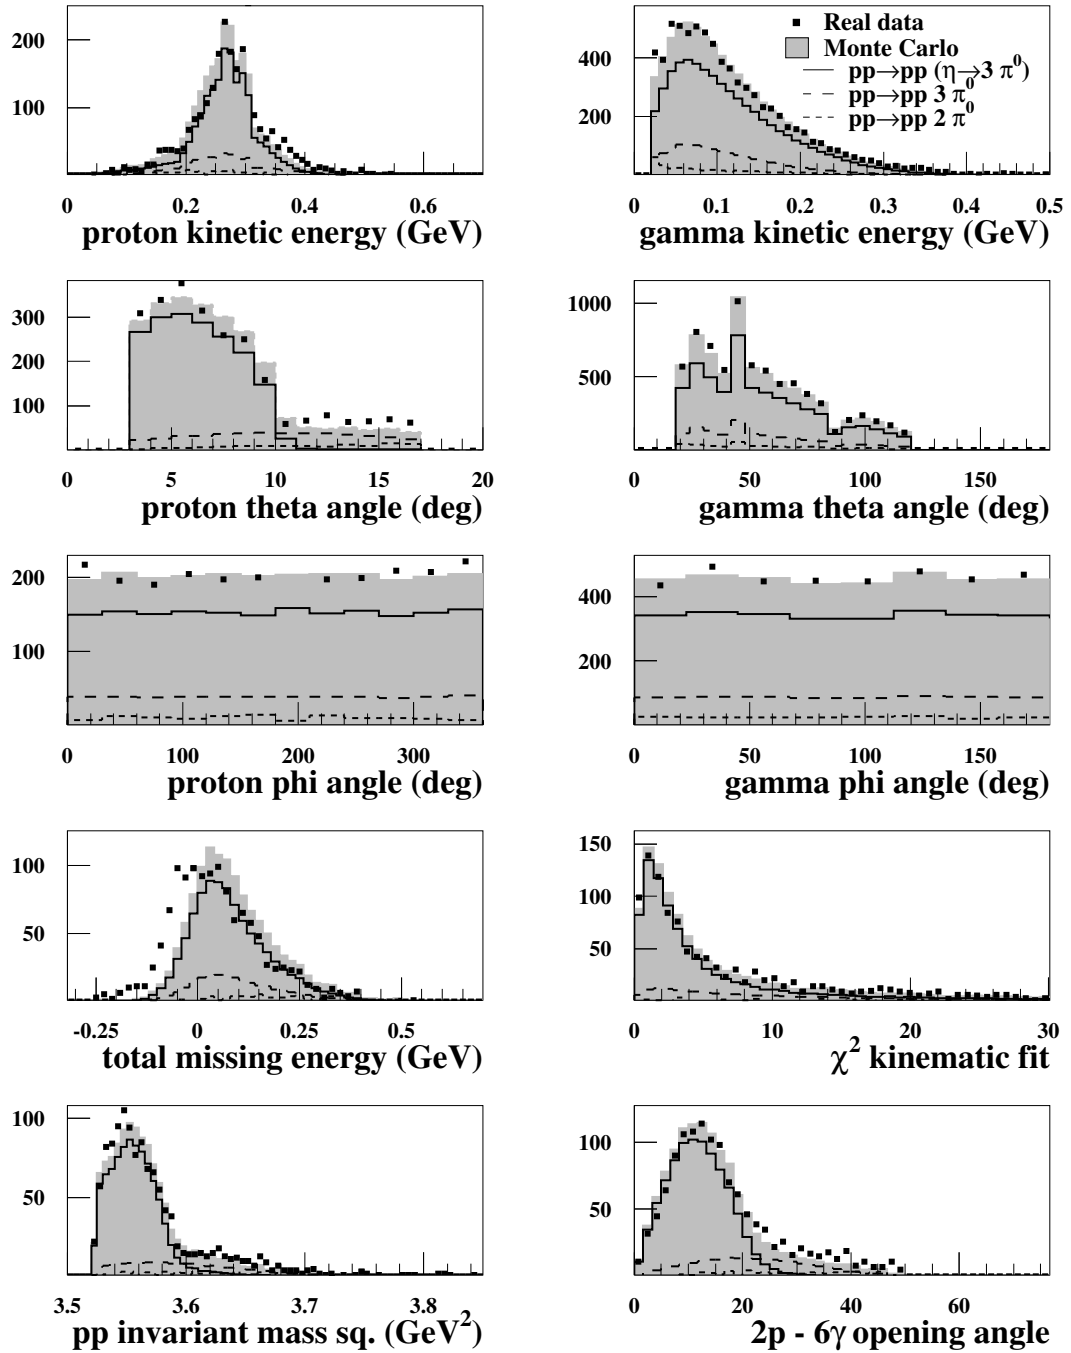 200
100
0 0.2 0.4 0.6
proton kinetic energy (GeV)
Real data
Monte Carlo
pp→pp (η→3 π⁰)
pp→pp 3 π⁰
pp→pp 2 π⁰
400
200
0 0.1 0.2 0.3 0.4 0.5
gamma kinetic energy (GeV)
300
200
100
0 5 10 15 20
proton theta angle (deg)
1000
500
0 50 100 150
gamma theta angle (deg)
200
100
0 100 200 300
proton phi angle (deg)
400
200
0 50 100 150
gamma phi angle (deg)
100
50
-0.25 0 0.25 0.5
total missing energy (GeV)
150
100
50
0 10 20 30
χ² kinematic fit
100
50
3.5 3.6 3.7 3.8
pp invariant mass sq. (GeV²)
100
50
0 20 40 60
2p - 6γ opening angle